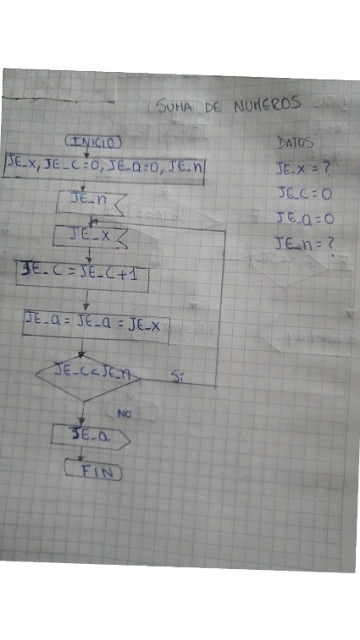 SUMA DE NUMEROS
INICIO
JE_X, JE_C=0, JE_a=0, JE_n
JE_n
JE_X
JE_C = JE_C+1
JE_a = JE_a = JE_X
JE_C<JE_n
Si
NO
JE_a
FIN
DATOS
JE_X = ?
JE_C = 0
JE_a = 0
JE_n = ?